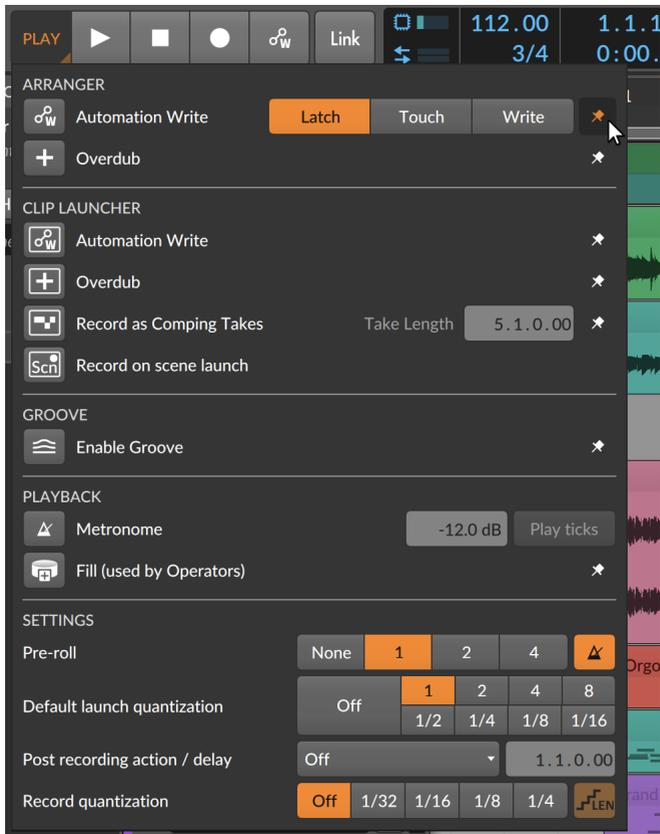 PLAY
W
Link
112.00
1.1.1
3/4
0:00.
ARRANGER
W Automation Write Latch Touch Write
Overdub
CLIP LAUNCHER
W Automation Write
Overdub
Record as Comping Takes Take Length 5.1.0.00
Scn Record on scene launch
GROOVE
Enable Groove
PLAYBACK
Metronome -12.0 dB Play ticks
Fill (used by Operators)
SETTINGS
Pre-roll None 1 2 4
Default launch quantization Off 1 2 4 8
1/2 1/4 1/8 1/16
Post recording action / delay Off 1.1.0.00
Record quantization Off 1/32 1/16 1/8 1/4 LEN
Orgo
rand